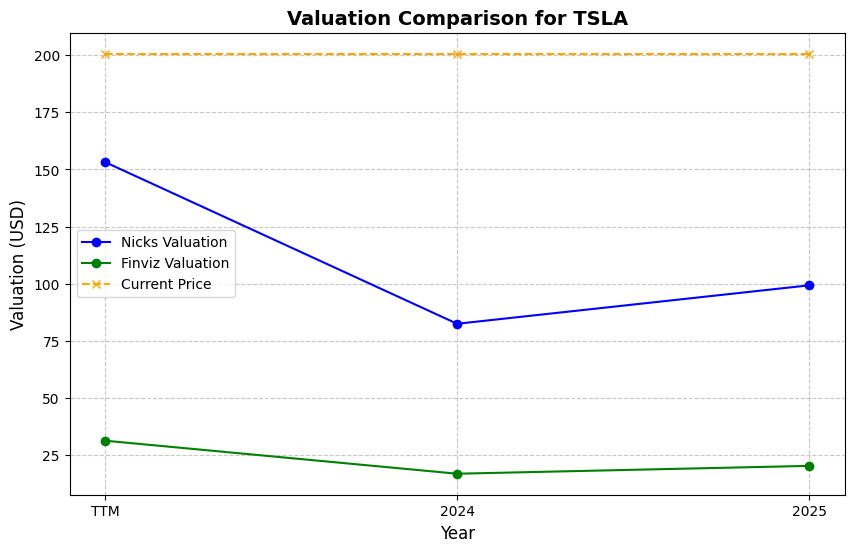 Valuation Comparison for TSLA
Valuation (USD)
200
175
150
125
100
75
50
25
Nicks Valuation
Finviz Valuation
Current Price
TTM 2024 2025
Year